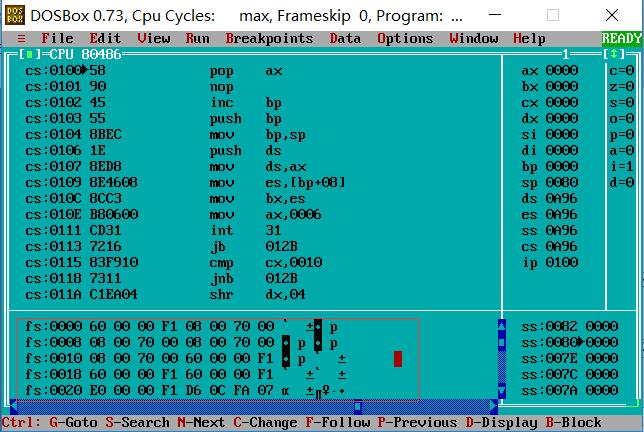 DOSBox 0.73, Cpu Cycles: max, Frameskip 0, Program: ...
≡ File Edit View Run Breakpoints Data Options Window Help READY
[■]=CPU 80486 1 [↕]
cs:0100►58 pop ax ax 0000 c=0
cs:0101 90 nop bx 0000 z=0
cs:0102 45 inc bp cx 0000 s=0
cs:0103 55 push bp dx 0000 o=0
cs:0104 8BEC mov bp,sp si 0000 p=0
cs:0106 1E push ds di 0000 a=0
cs:0107 8ED8 mov ds,ax bp 0000 i=1
cs:0109 8E4608 mov es,[bp+08] sp 0080 d=0
cs:010C 8CC3 mov bx,es ds 0A96
cs:010E B80600 mov ax,0006 es 0A96
cs:0111 CD31 int 31 ss 0A96
cs:0113 7216 jb 012B cs 0A96
cs:0115 83F910 cmp cx,0010 ip 0100
cs:0118 7311 jnb 012B
cs:011A C1EA04 shr dx,04
fs:0000 60 00 00 F1 08 00 70 00 ` ±◘ p ss:0082 0000
fs:0008 08 00 70 00 08 00 70 00 ◘ p ◘ p ss:0080►0000
fs:0010 08 00 70 00 60 00 00 F1 ◘ p ` ± ss:007E 0000
fs:0018 60 00 00 F1 60 00 00 F1 ` ±` ± ss:007C 0000
fs:0020 E0 00 00 F1 D6 0C FA 07 α ±╓♀·• ss:007A 0000
Ctrl: G-Goto S-Search N-Next C-Change F-Follow P-Previous D-Display B-Block